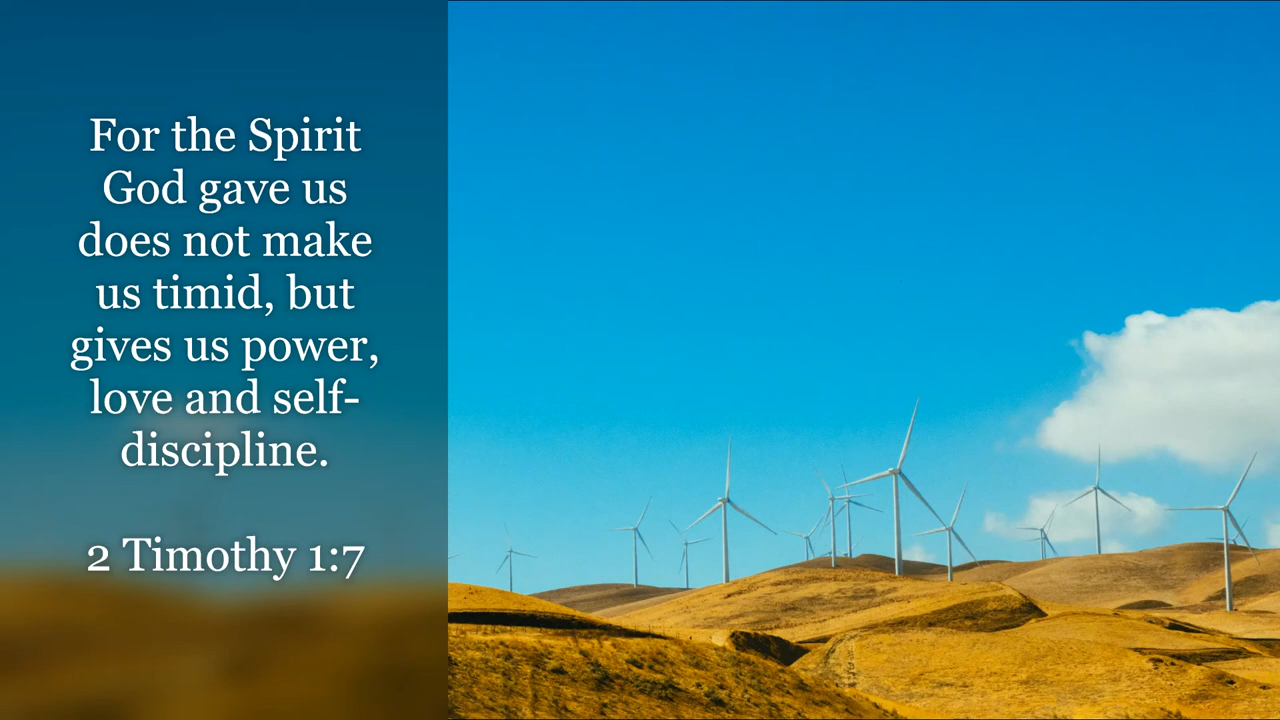 For the Spirit
God gave us
does not make
us timid, but
gives us power,
love and self-
discipline.
2 Timothy 1:7